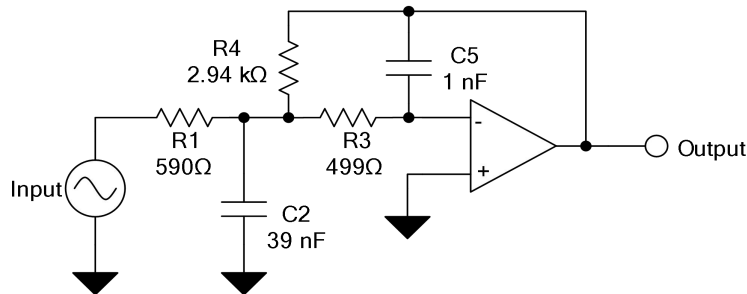 R4
2.94 kΩ
C5
1 nF
R1
590Ω
R3
499Ω
-
+
Output
Input
C2
39 nF